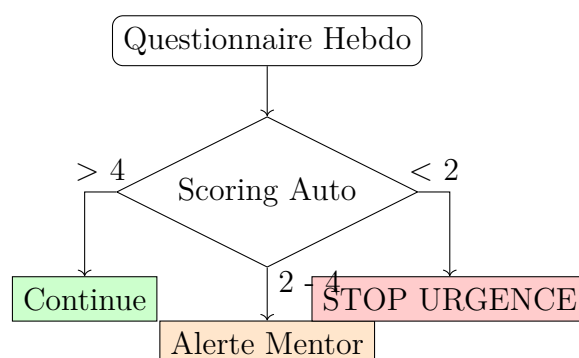 Questionnaire Hebdo
> 4
< 2
Scoring Auto
2 - 4
Continue
STOP URGENCE
Alerte Mentor